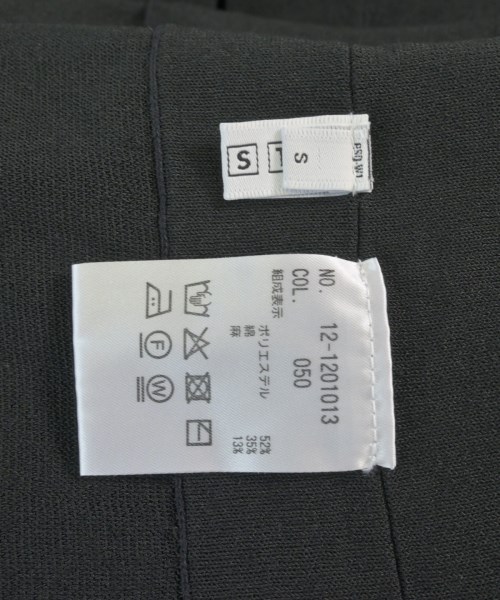 S
S
NO. 12-1201013
COL. 050
組成表示
ポリエステル 52%
綿 35%
麻 13%
F
W